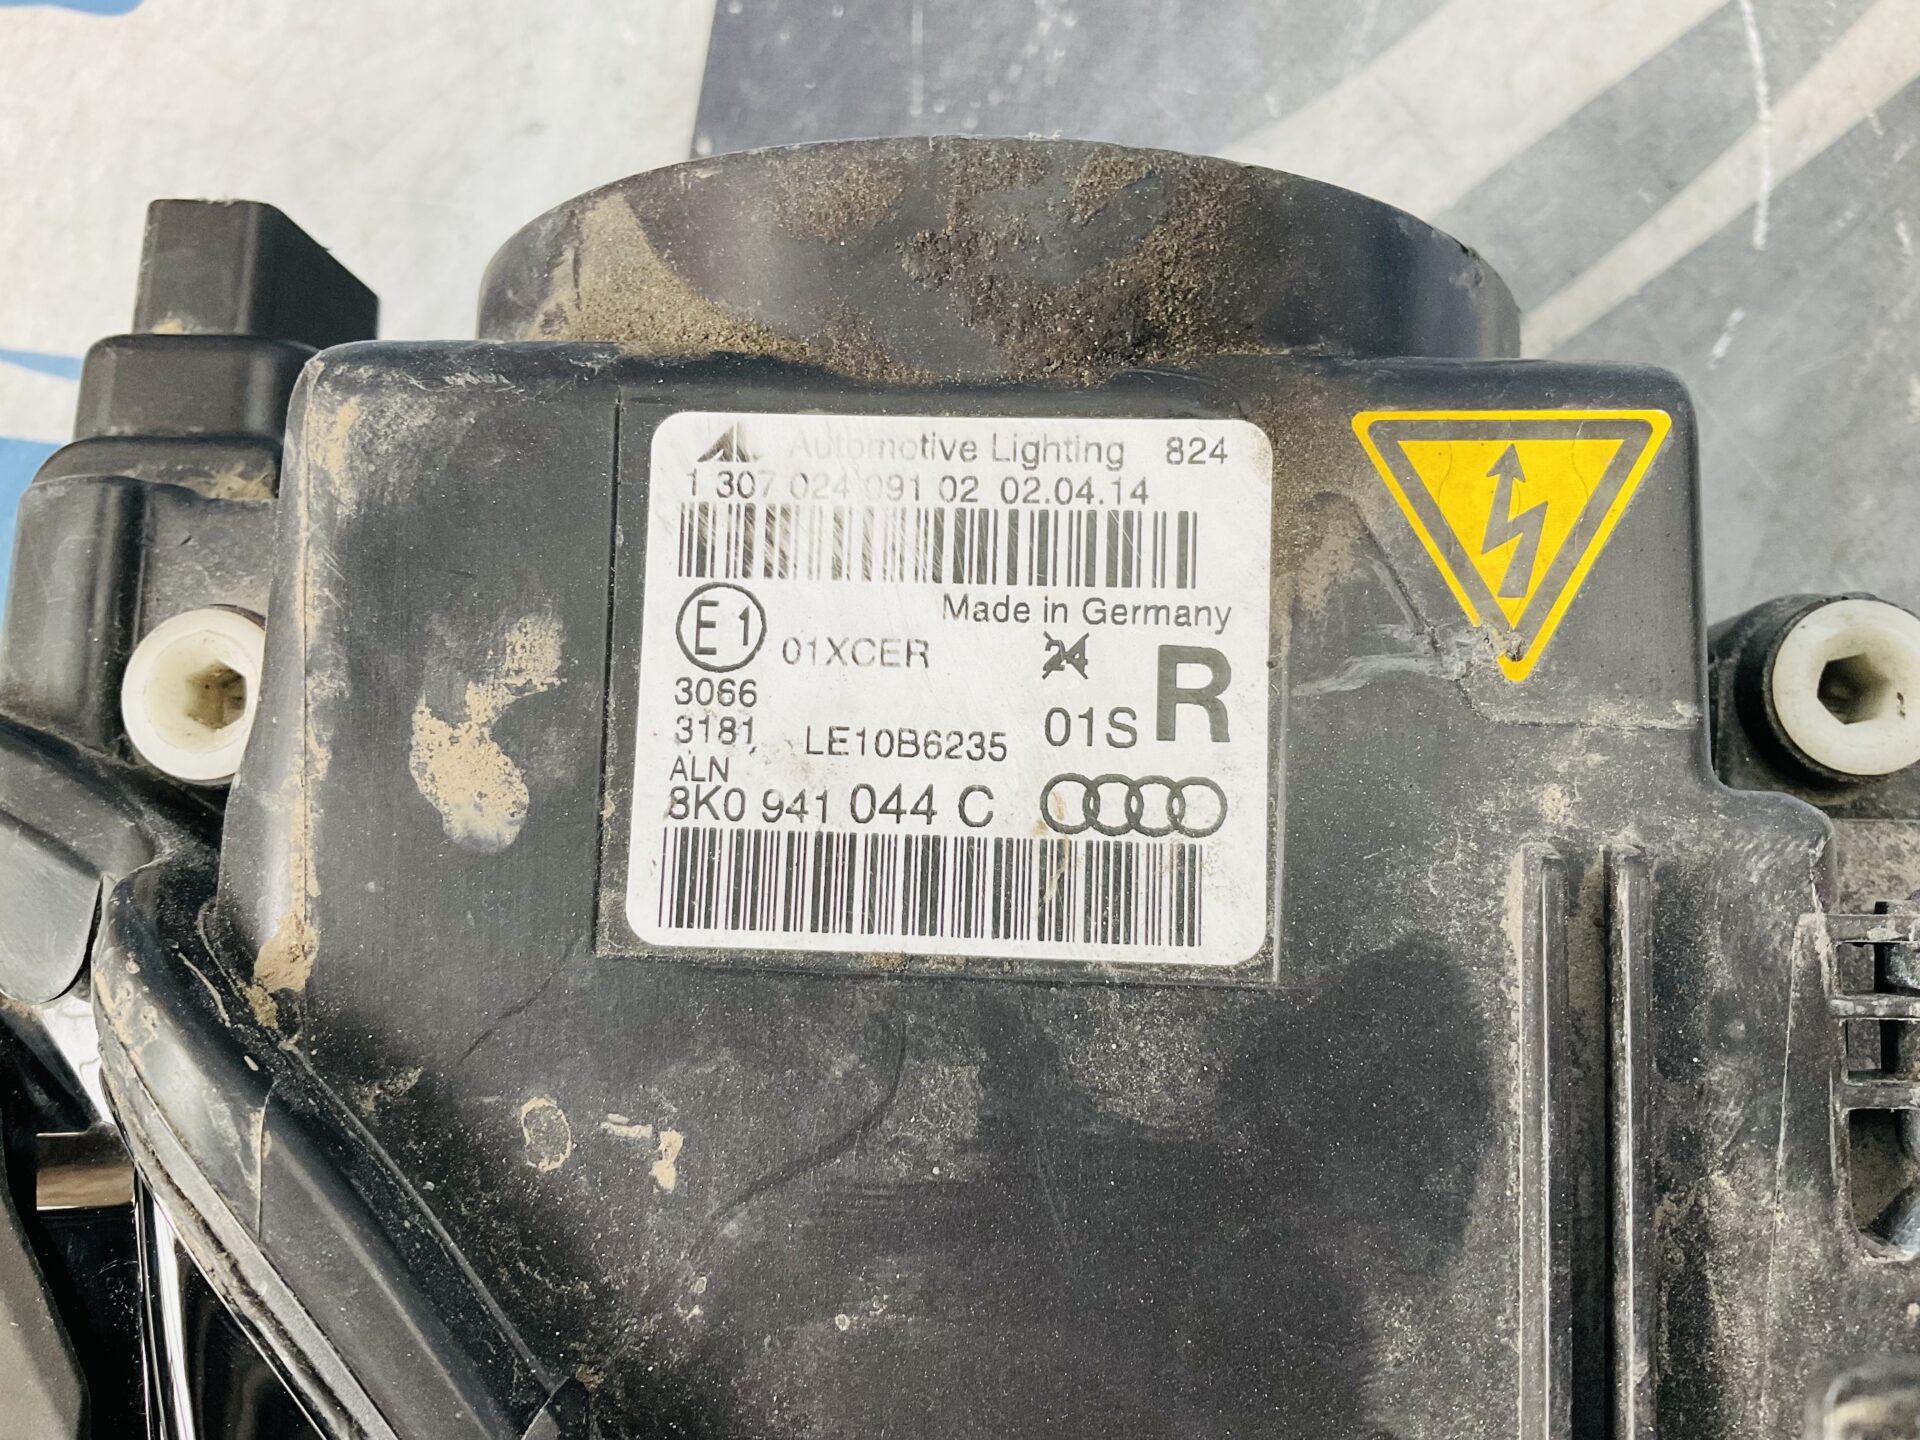 AL Automotive Lighting 824
1 307 024 091 02 02.04.14
Made in Germany
E1 01XCER 24 R
3066
3181 LE10B6235 01S
ALN
8K0 941 044 C